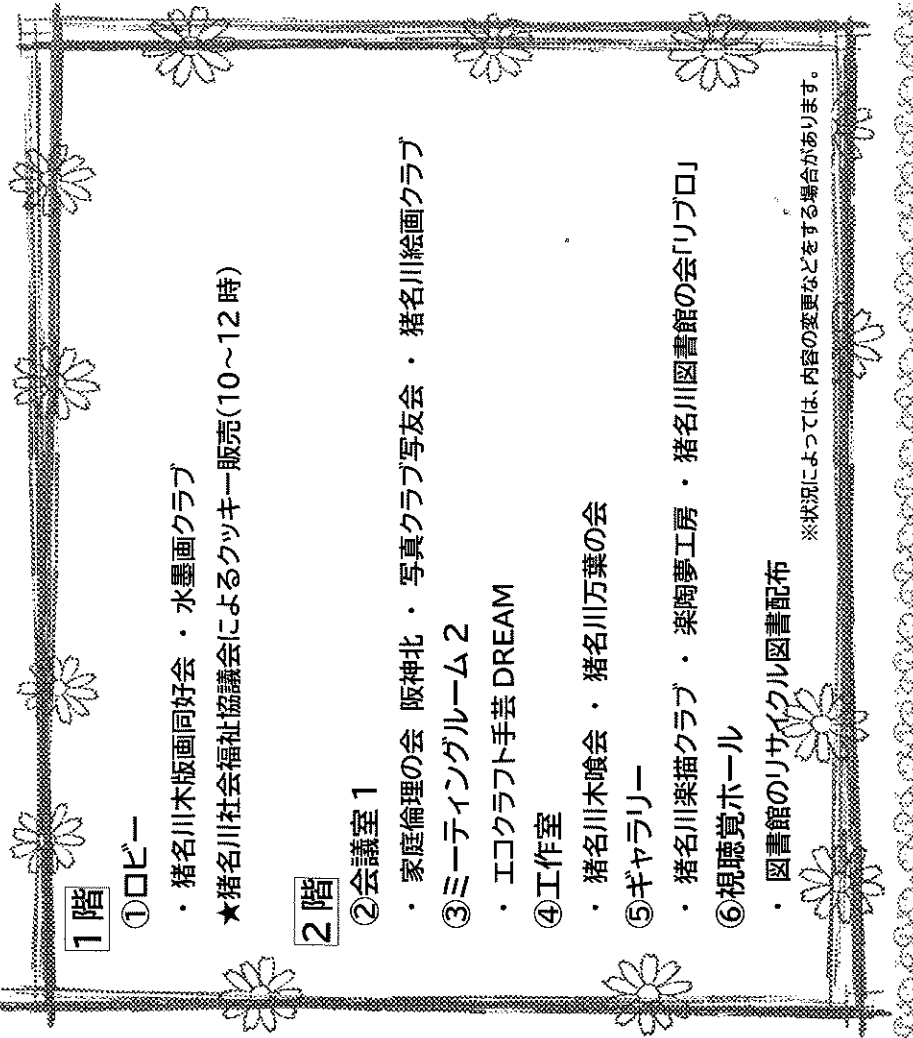 1階
①ロビー
・ 猪名川木版画同好会 ・ 水墨画クラブ
★猪名川社会福祉協議会によるクッキー販売(10～12 時)
2階
②会議室 1
・ 家庭倫理の会 阪神北 ・ 写真クラブ写友会 ・ 猪名川絵画クラブ
③ミーティングルーム 2
・ エコクラフト手芸 DREAM
④工作室
・ 猪名川木喰会 ・ 猪名川万葉の会
⑤ギャラリー
・ 猪名川楽描クラブ ・ 楽陶夢工房 ・ 猪名川図書館の会「リブロ」
⑥視聴覚ホール
・ 図書館のリサイクル図書配布
※状況によっては、内容の変更などをする場合があります。